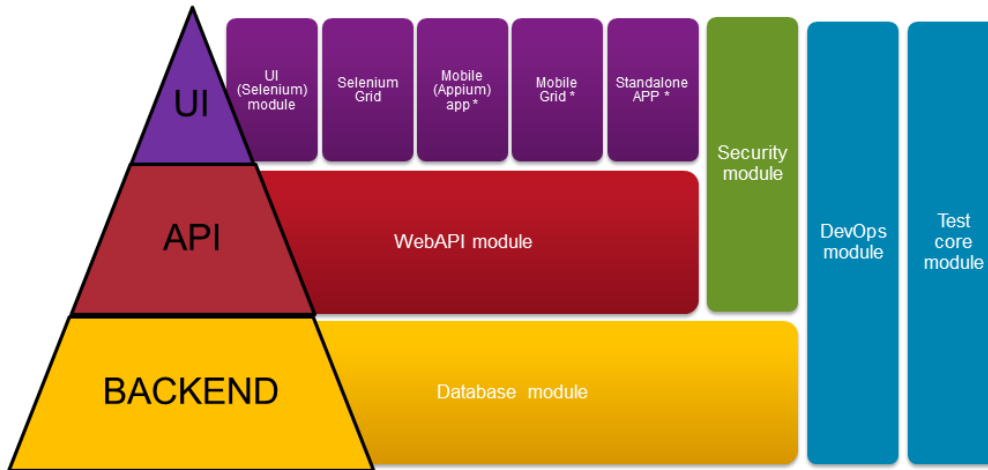 UI
UI
(Selenium)
module
Selenium
Grid
Mobile
(Appium)
app *
Mobile
Grid *
Standalone
APP *
Security
module
DevOps
module
Test
core
module
API
WebAPI module
BACKEND
Database module